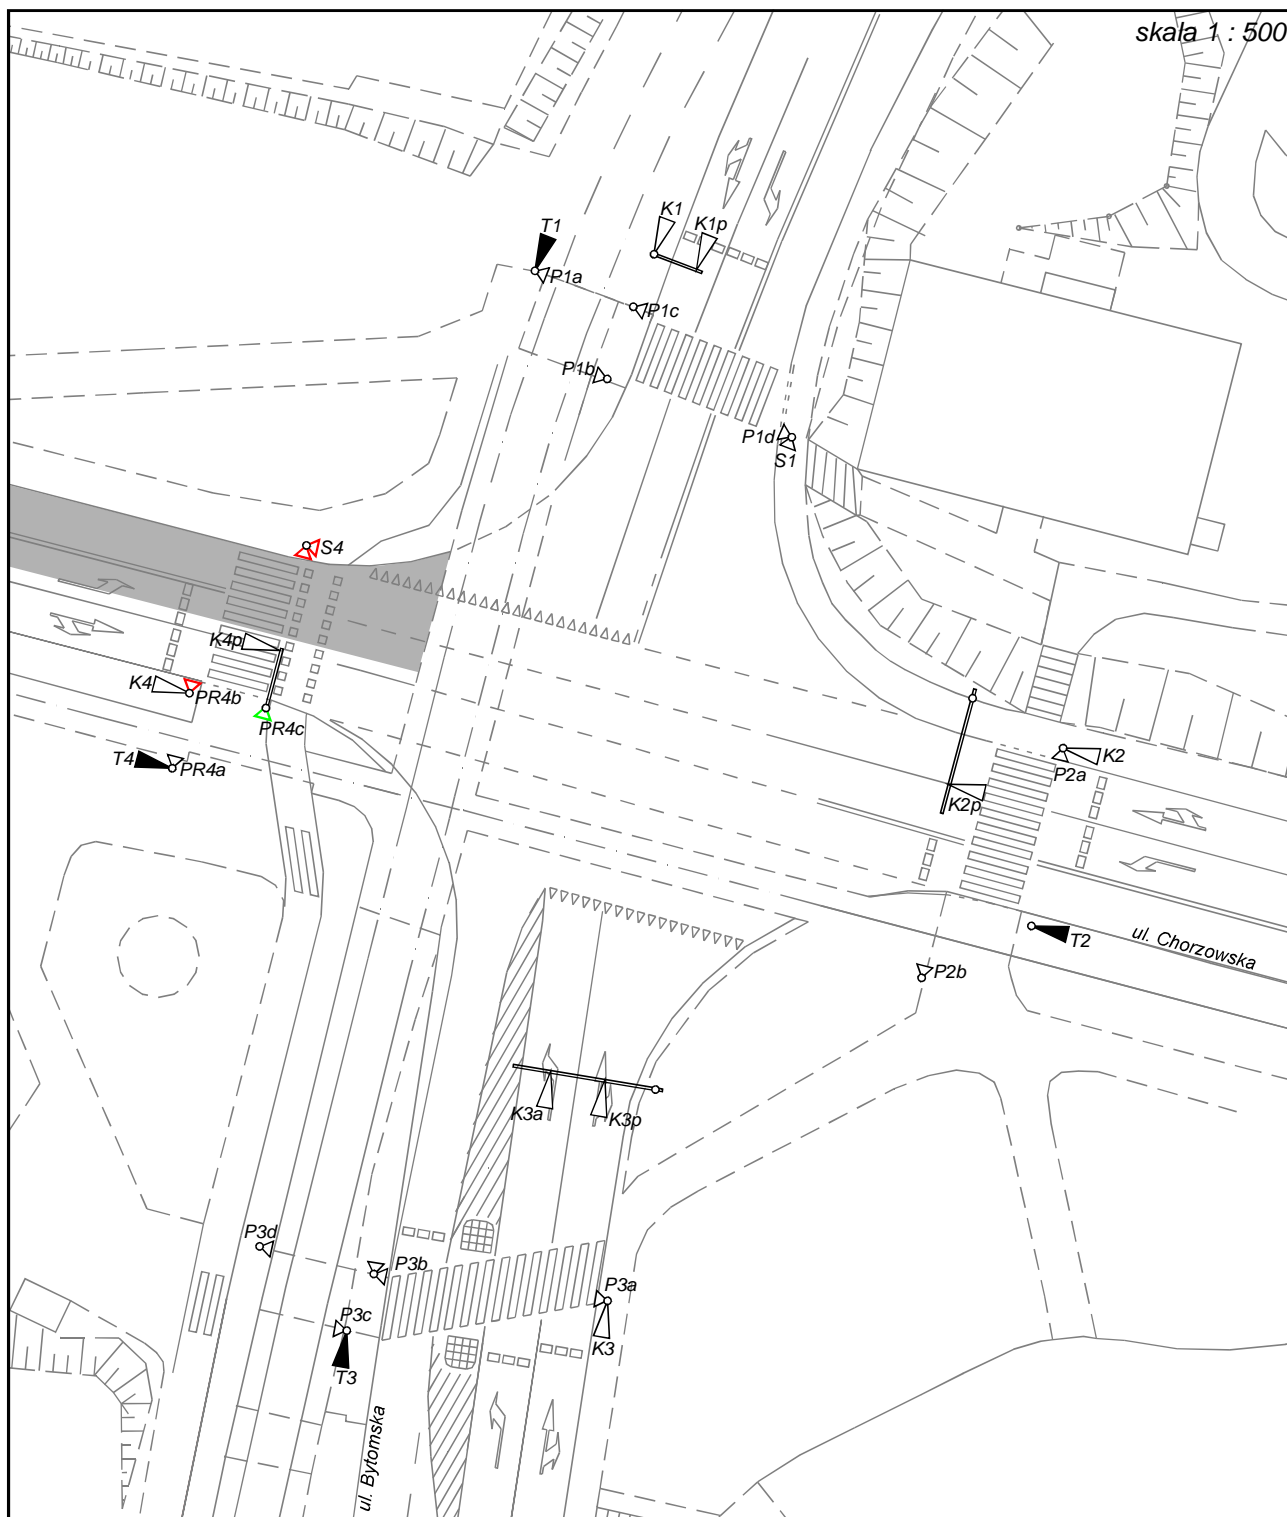 skala 1 : 500
K1
K1p
T1
P1a
P1c
P1b
P1d
S1
S4
K4p
K4
PR4b
PR4c
T4
PR4a
K2
P2a
K2p
T2
ul. Chorzowska
P2b
K3a
K3p
P3d
P3b
P3a
P3c
K3
T3
ul. Bytomska